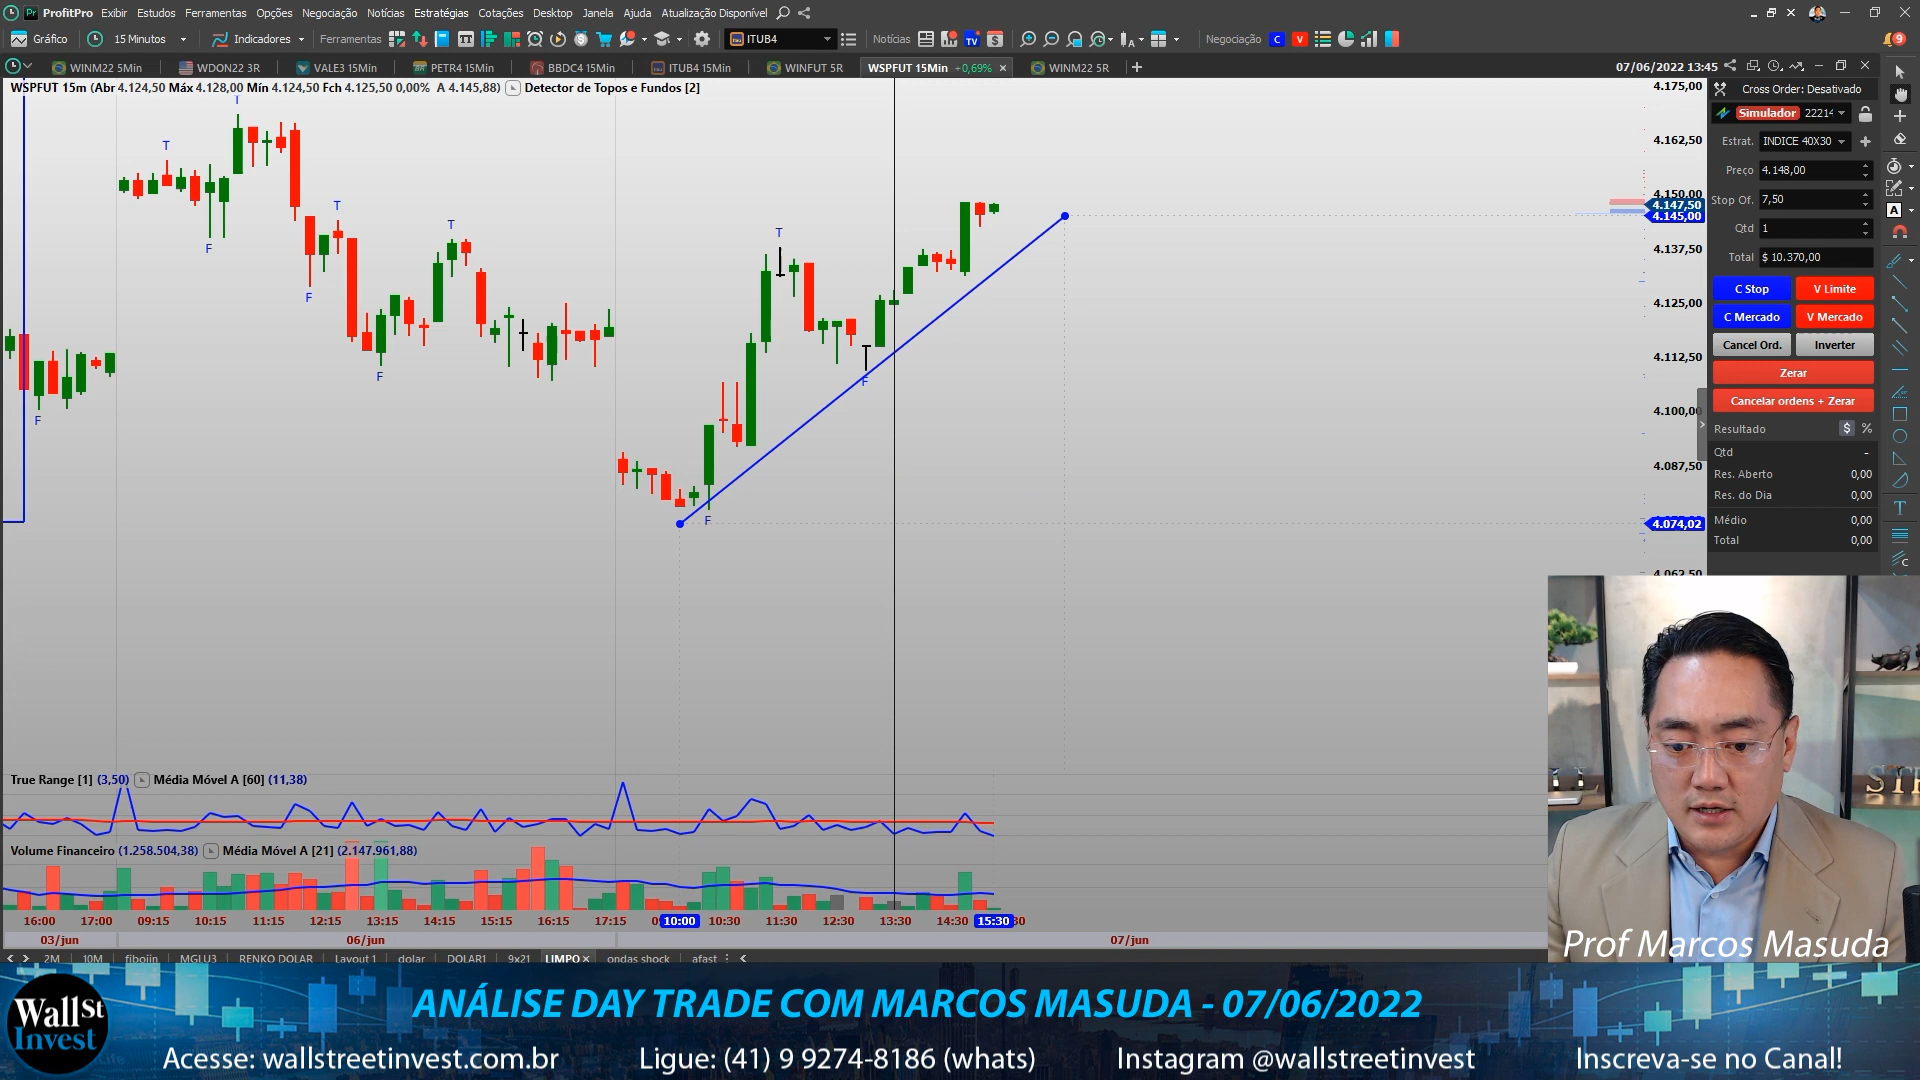 ProfitPro Exibir Estudos Ferramentas Opções Negociação Notícias Estratégias Cotações Desktop Janela Ajuda Atualização Disponível
Gráfico 15 Minutos Indicadores Ferramentas ITUB4 Notícias Negociação C V 9
WINM22 5Min WDON22 3R VALE3 15Min PETR4 15Min BBDC4 15Min ITUB4 15Min WINFUT 5R WSPFUT 15Min +0,69% WINM22 5R
07/06/2022 13:45
WSPFUT 15m (Abr 4.124,50 Máx 4.128,00 Mín 4.124,50 Fch 4.125,50 0,00% A 4.145,88) Detector de Topos e Fundos [2]
4.175,00
4.162,50
4.150,00
4.147,50
4.145,00
4.137,50
4.125,00
4.112,50
4.100,00
4.087,50
4.074,02
4.062,50
T
T
T
T
T
F
F
F
F
F
F
Cross Order: Desativado
Simulador 22214
Estrat. INDICE 40X30
Preço 4.148,00
Stop Of. 7,50
Qtd 1
Total $ 10.370,00
C Stop V Limite
C Mercado V Mercado
Cancel Ord. Inverter
Zerar
Cancelar ordens + Zerar
Resultado $ %
Qtd -
Res. Aberto 0,00
Res. do Dia 0,00
Médio 0,00
Total 0,00
True Range [1] (3,50) Média Móvel A [60] (11,38)
Volume Financeiro (1.258.504,38) Média Móvel A [21] (2.147.961,88)
16:00 17:00 09:15 10:15 11:15 12:15 13:15 14:15 15:15 16:15 17:15 10:00 10:30 11:30 12:30 13:30 14:30 15:30
03/jun 06/jun 07/jun
2M 10M fiboiin MGLU3 RENKO DOLAR Layout 1 dolar DOLAR1 9x21 LIMPO ondas shock afast
Prof Marcos Masuda
Wall St
Invest
ANÁLISE DAY TRADE COM MARCOS MASUDA - 07/06/2022
Acesse: wallstreetinvest.com.br Ligue: (41) 9 9274-8186 (whats) Instagram @wallstreetinvest Inscreva-se no Canal!